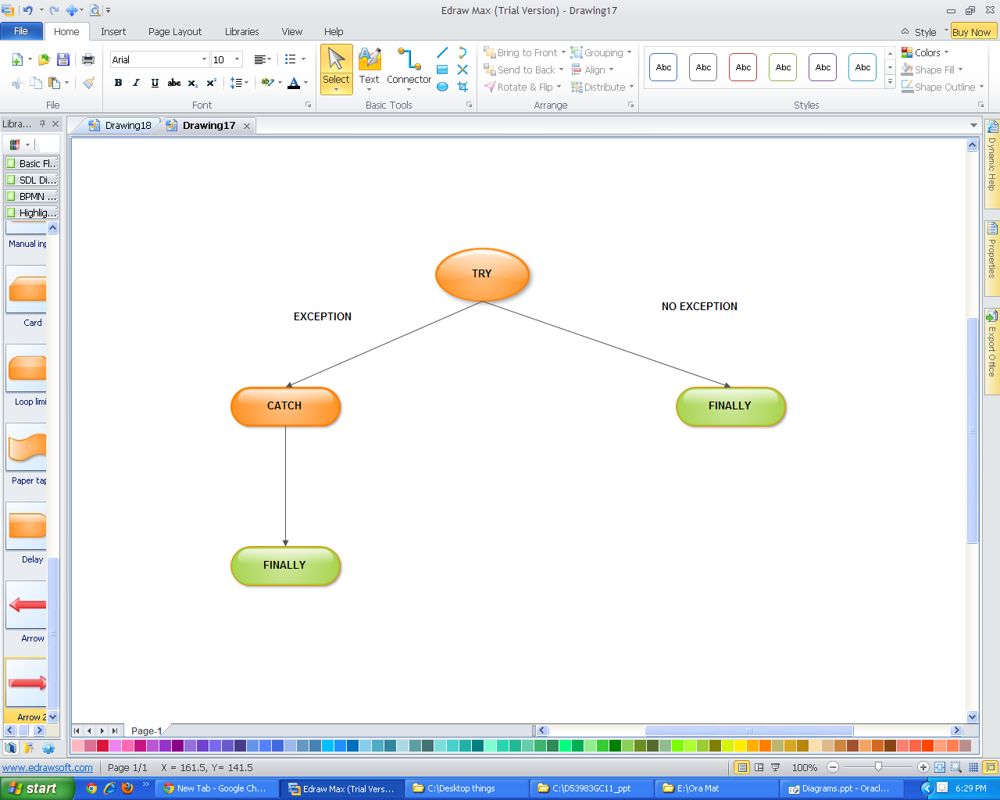 Edraw Max (Trial Version) - Drawing17
File Home Insert Page Layout Libraries View Help Style Buy Now
Arial 10
Select Text Connector
Bring to Front Grouping
Send to Back Align
Rotate & Flip Distribute
Abc Abc Abc Abc Abc Abc
Colors
Shape Fill
Shape Outline
B I U abc x₂ x² aby A
File Font Basic Tools Arrange Styles
Libra...
Drawing18 Drawing17
Basic Fl...
SDL Di...
BPMN ...
Highlig...
Manual inp
Card
Loop limi
Paper tap
Delay
Arrow
Arrow 2
TRY
EXCEPTION
NO EXCEPTION
CATCH
FINALLY
FINALLY
Dynamic Help
Properties
Export Office
Page-1
www.edrawsoft.com Page 1/1 X = 161.5, Y= 141.5 100%
start New Tab - Google Ch... Edraw Max (Trial Vers... C:\Desktop things C:\D53983GC11_ppt E:\Ora Mat Diagrams.ppt - Oracl... 6:29 PM